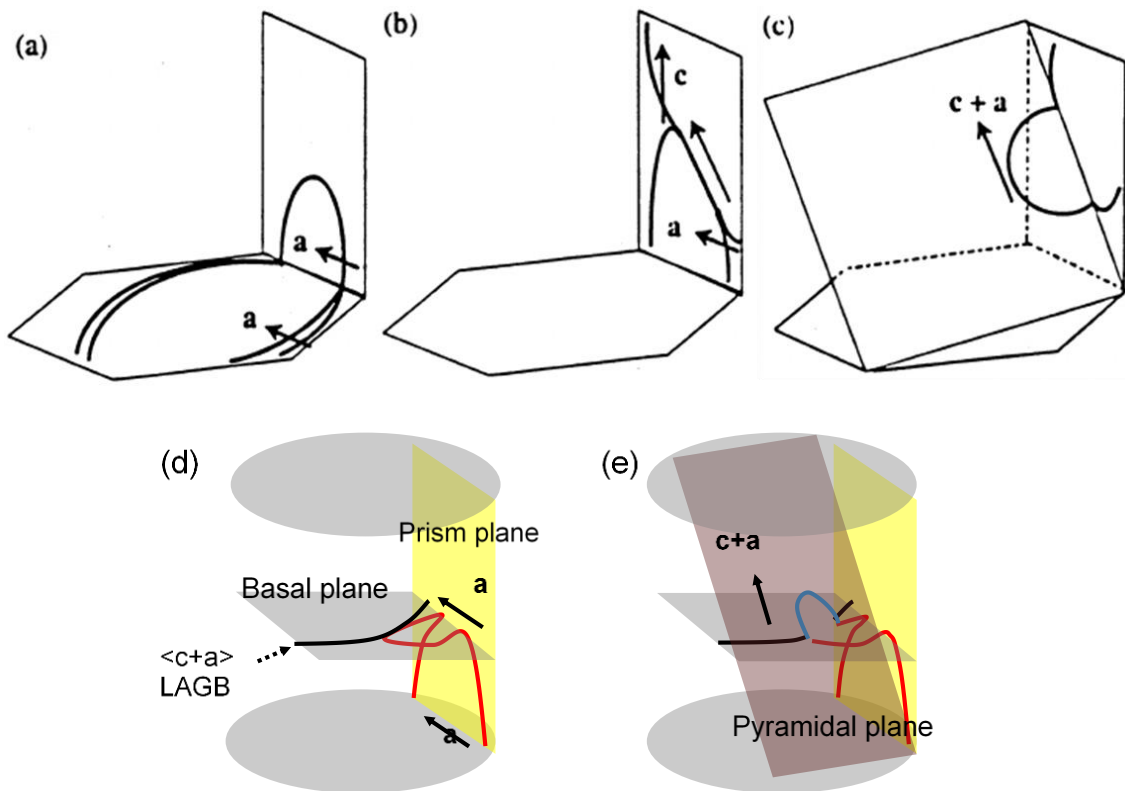 (a)
a
a
(b)
c
a
(c)
c + a
(d)
Prism plane
Basal plane
a
<c+a>
LAGB
a
(e)
c+a
Pyramidal plane